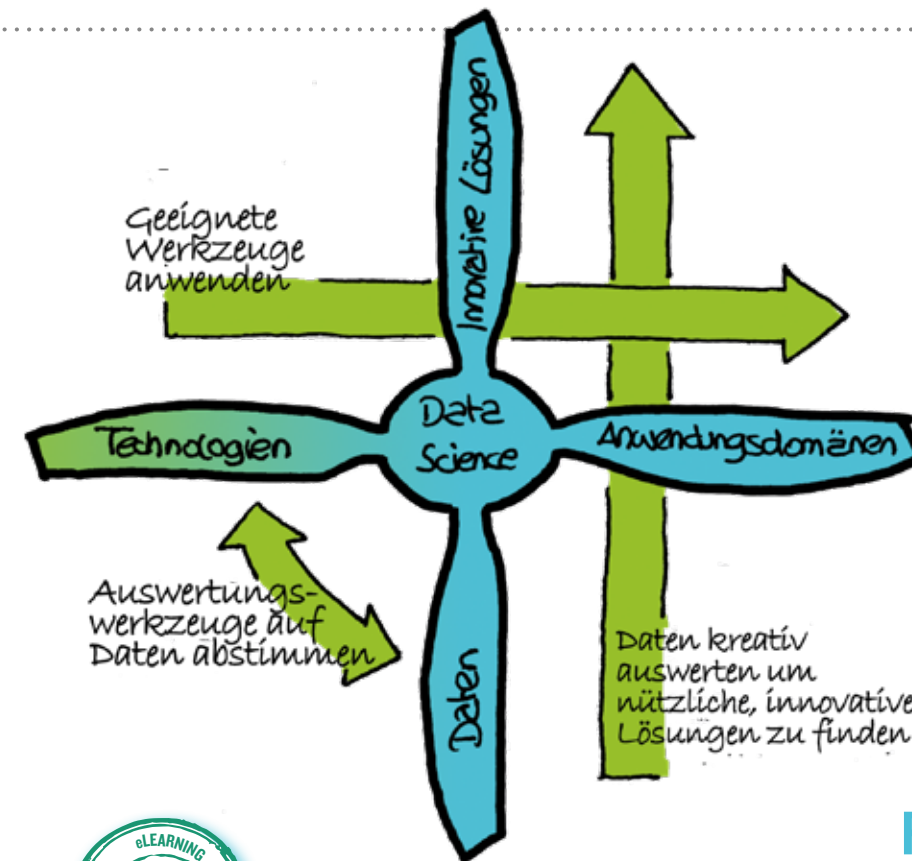 Innovative Lösungen
Geeignete
Werkzeuge
anwenden
Data
Science
Technologien
Anwendungsdomänen
Auswertungs-
werkzeuge auf
Daten abstimmen
Daten
Daten kreativ
auswerten um
nützliche, innovative
Lösungen zu finden
eLEARNING